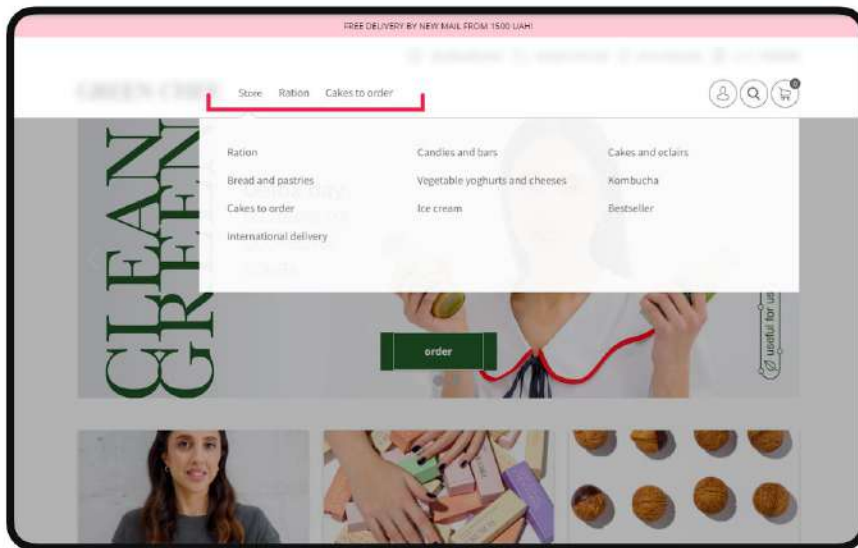 FREE DELIVERY BY NEW MAIL FROM 1500 UAH!
Store Ration Cakes to order
0
Ration Candies and bars Cakes and eclairs
Bread and pastries Vegetable yoghurts and cheeses Kombucha
Cakes to order Ice cream Bestseller
international delivery
CLEAN
GREEN
order
useful for us